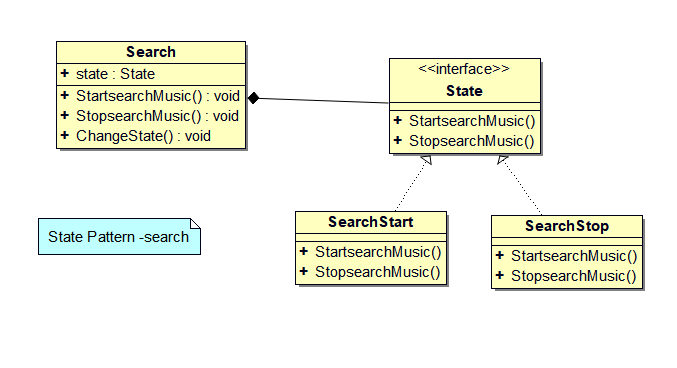 Search
+ state : State
+ StartsearchMusic() : void
+ StopsearchMusic() : void
+ ChangeState() : void
<<interface>>
State
+ StartsearchMusic()
+ StopsearchMusic()
State Pattern -search
SearchStart
+ StartsearchMusic()
+ StopsearchMusic()
SearchStop
+ StartsearchMusic()
+ StopsearchMusic()